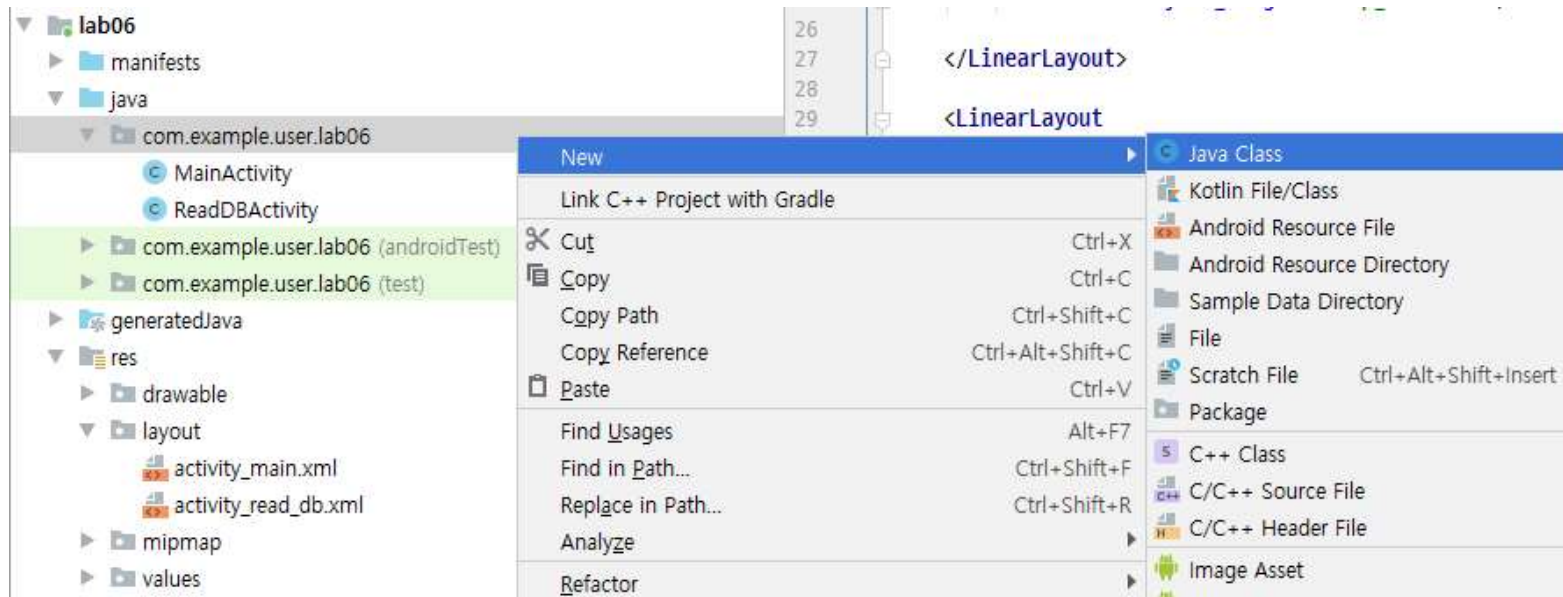 lab06
manifests
java
com.example.user.lab06
MainActivity
ReadDBActivity
com.example.user.lab06 (androidTest)
com.example.user.lab06 (test)
generatedJava
res
drawable
layout
activity_main.xml
activity_read_db.xml
mipmap
values
26
27 </LinearLayout>
28
29 <LinearLayout
New
Link C++ Project with Gradle
Cut Ctrl+X
Copy Ctrl+C
Copy Path Ctrl+Shift+C
Copy Reference Ctrl+Alt+Shift+C
Paste Ctrl+V
Find Usages Alt+F7
Find in Path... Ctrl+Shift+F
Replace in Path... Ctrl+Shift+R
Analyze
Refactor
Java Class
Kotlin File/Class
Android Resource File
Android Resource Directory
Sample Data Directory
File
Scratch File Ctrl+Alt+Shift+Insert
Package
C++ Class
C/C++ Source File
C/C++ Header File
Image Asset